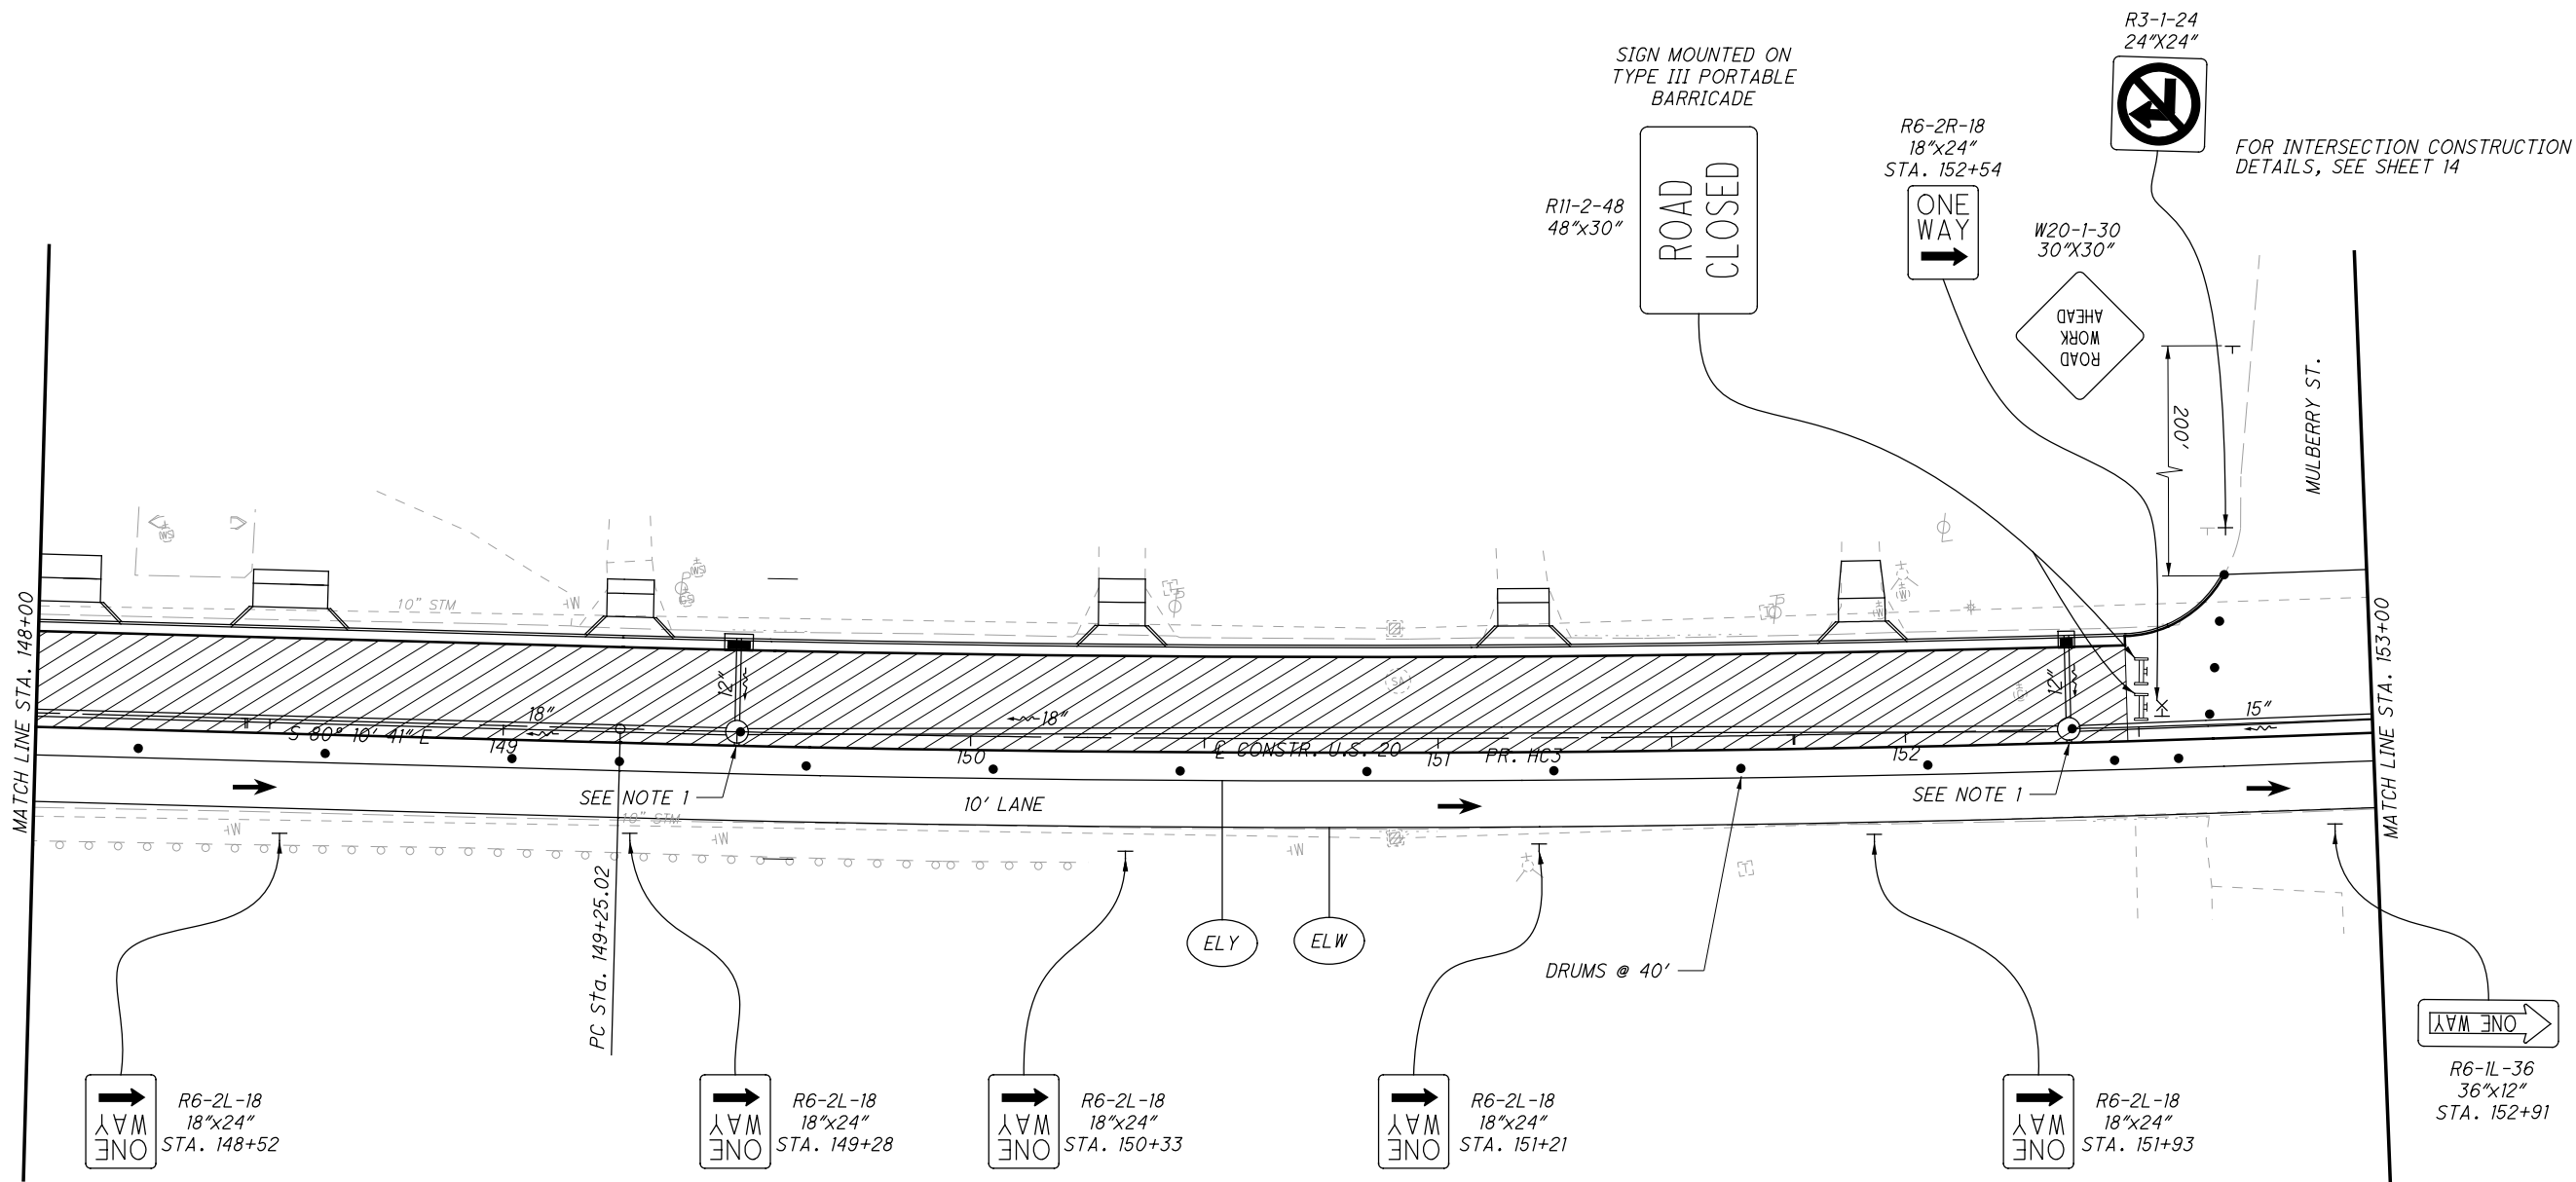 R3-1-24
24"X24"
SIGN MOUNTED ON
TYPE III PORTABLE
BARRICADE
R6-2R-18
18"x24"
STA. 152+54
FOR INTERSECTION CONSTRUCTION
DETAILS, SEE SHEET 14
R11-2-48
48"x30"
ROAD
CLOSED
ONE
WAY
W20-1-30
30"X30"
ROAD
WORK
AHEAD
200'
MULBERRY ST.
MATCH LINE STA. 148+00
MATCH LINE STA. 153+00
10" STM
12"
12"
18"
18"
15"
S 80° 10' 41" E
149
150
℄ CONSTR. U.S. 20
151
PR. HC3
152
SEE NOTE 1
10' LANE
SEE NOTE 1
10" STM
PC Sta. 149+25.02
ELY
ELW
DRUMS @ 40'
ONE WAY
R6-1L-36
36"x12"
STA. 152+91
ONE
WAY
R6-2L-18
18"x24"
STA. 148+52
ONE
WAY
R6-2L-18
18"x24"
STA. 149+28
ONE
WAY
R6-2L-18
18"x24"
STA. 150+33
ONE
WAY
R6-2L-18
18"x24"
STA. 151+21
ONE
WAY
R6-2L-18
18"x24"
STA. 151+93